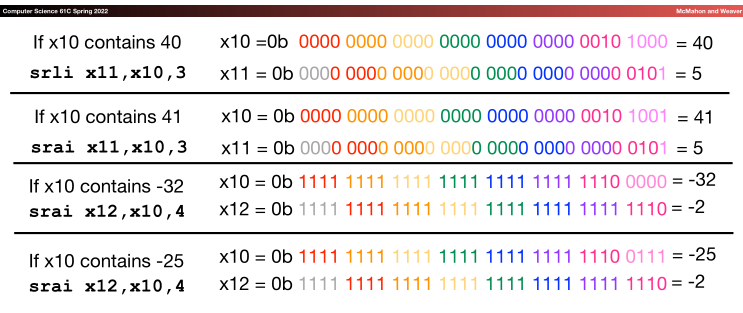 Computer Science 61C Spring 2022 McMahon and Weaver
If x10 contains 40 x10 =0b 0000 0000 0000 0000 0000 0000 0010 1000 = 40
srli x11,x10,3 x11 = 0b 0000 0000 0000 0000 0000 0000 0000 0101 = 5
If x10 contains 41 x10 = 0b 0000 0000 0000 0000 0000 0000 0010 1001 = 41
srai x11,x10,3 x11 = 0b 0000 0000 0000 0000 0000 0000 0000 0101 = 5
If x10 contains -32 x10 = 0b 1111 1111 1111 1111 1111 1111 1110 0000 = -32
srai x12,x10,4 x12 = 0b 1111 1111 1111 1111 1111 1111 1111 1110 = -2
If x10 contains -25 x10 = 0b 1111 1111 1111 1111 1111 1111 1110 0111 = -25
srai x12,x10,4 x12 = 0b 1111 1111 1111 1111 1111 1111 1111 1110 = -2